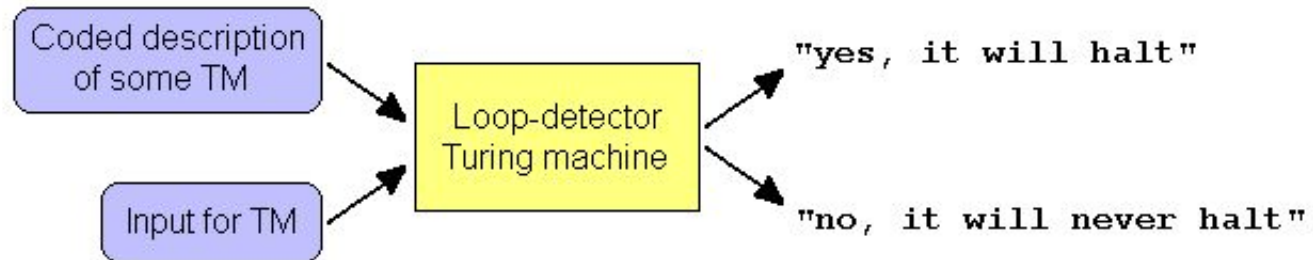 Coded description
of some TM
Input for TM
Loop-detector
Turing machine
"yes, it will halt"
"no, it will never halt"